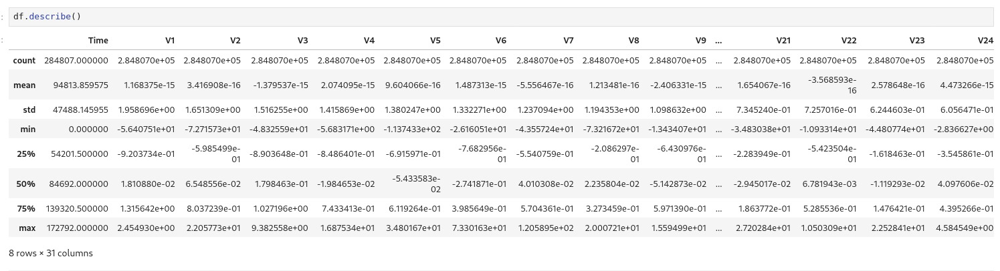 : df.describe()
: Time V1 V2 V3 V4 V5 V6 V7 V8 V9 ... V21 V22 V23 V24
count 284807.000000 2.848070e+05 2.848070e+05 2.848070e+05 2.848070e+05 2.848070e+05 2.848070e+05 2.848070e+05 2.848070e+05 2.848070e+05 ... 2.848070e+05 2.848070e+05 2.848070e+05 2.848070e+05
mean 94813.859575 1.168375e-15 3.416908e-16 -1.379537e-15 2.074095e-15 9.604066e-16 1.487313e-15 -5.556467e-16 1.213481e-16 -2.406331e-15 ... 1.654067e-16 -3.568593e-16 2.578648e-16 4.473266e-15
std 47488.145955 1.958696e+00 1.651309e+00 1.516255e+00 1.415869e+00 1.380247e+00 1.332271e+00 1.237094e+00 1.194353e+00 1.098632e+00 ... 7.345240e-01 7.257016e-01 6.244603e-01 6.056471e-01
min 0.000000 -5.640751e+01 -7.271573e+01 -4.832559e+01 -5.683171e+00 -1.137433e+02 -2.616051e+01 -4.355724e+01 -7.321672e+01 -1.343407e+01 ... -3.483038e+01 -1.093314e+01 -4.480774e+01 -2.836627e+00
25% 54201.500000 -9.203734e-01 -5.985499e-01 -8.903648e-01 -8.486401e-01 -6.915971e-01 -7.682956e-01 -5.540759e-01 -2.086297e-01 -6.430976e-01 ... -2.283949e-01 -5.423504e-01 -1.618463e-01 -3.545861e-01
50% 84692.000000 1.810880e-02 6.548556e-02 1.798463e-01 -1.984653e-02 -5.433583e-02 -2.741871e-01 4.010308e-02 2.235804e-02 -5.142873e-02 ... -2.945017e-02 6.781943e-03 -1.119293e-02 4.097606e-02
75% 139320.500000 1.315642e+00 8.037239e-01 1.027196e+00 7.433413e-01 6.119264e-01 3.985649e-01 5.704361e-01 3.273459e-01 5.971390e-01 ... 1.863772e-01 5.285536e-01 1.476421e-01 4.395266e-01
max 172792.000000 2.454930e+00 2.205773e+01 9.382558e+00 1.687534e+01 3.480167e+01 7.330163e+01 1.205895e+02 2.000721e+01 1.559499e+01 ... 2.720284e+01 1.050309e+01 2.252841e+01 4.584549e+00
8 rows × 31 columns